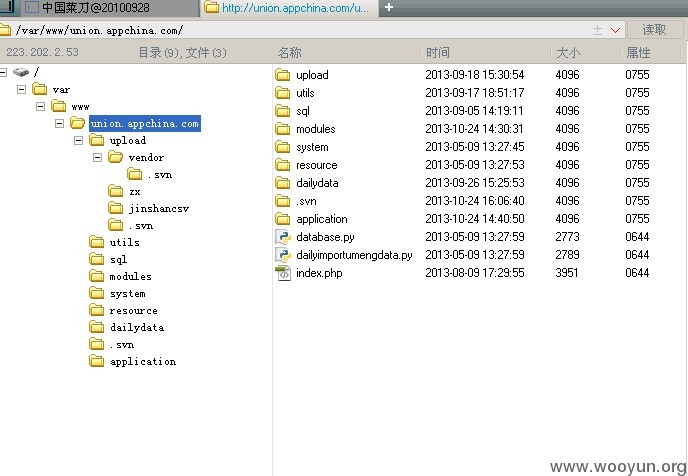 中国菜刀@20100928 http://union.appchina.com/u...
/var/www/union.appchina.com/ 读取
223.202.2.53 目录(9),文件(3) 名称 时间 大小 属性
/
var
www
union.appchina.com
upload
vendor
.svn
zx
jinshancsv
.svn
utils
sql
modules
system
resource
dailydata
.svn
application
upload 2013-09-18 15:30:54 4096 0755
utils 2013-09-17 18:51:17 4096 0755
sql 2013-09-05 14:19:11 4096 0755
modules 2013-10-24 14:30:31 4096 0755
system 2013-05-09 13:27:45 4096 0755
resource 2013-05-09 13:27:53 4096 0755
dailydata 2013-09-26 15:25:53 4096 0755
.svn 2013-10-24 16:06:40 4096 0755
application 2013-10-24 14:40:50 4096 0755
database.py 2013-05-09 13:27:59 2773 0644
dailyimportumengdata.py 2013-05-09 13:27:59 2789 0644
index.php 2013-08-09 17:29:55 3951 0644
www.wooyun.org